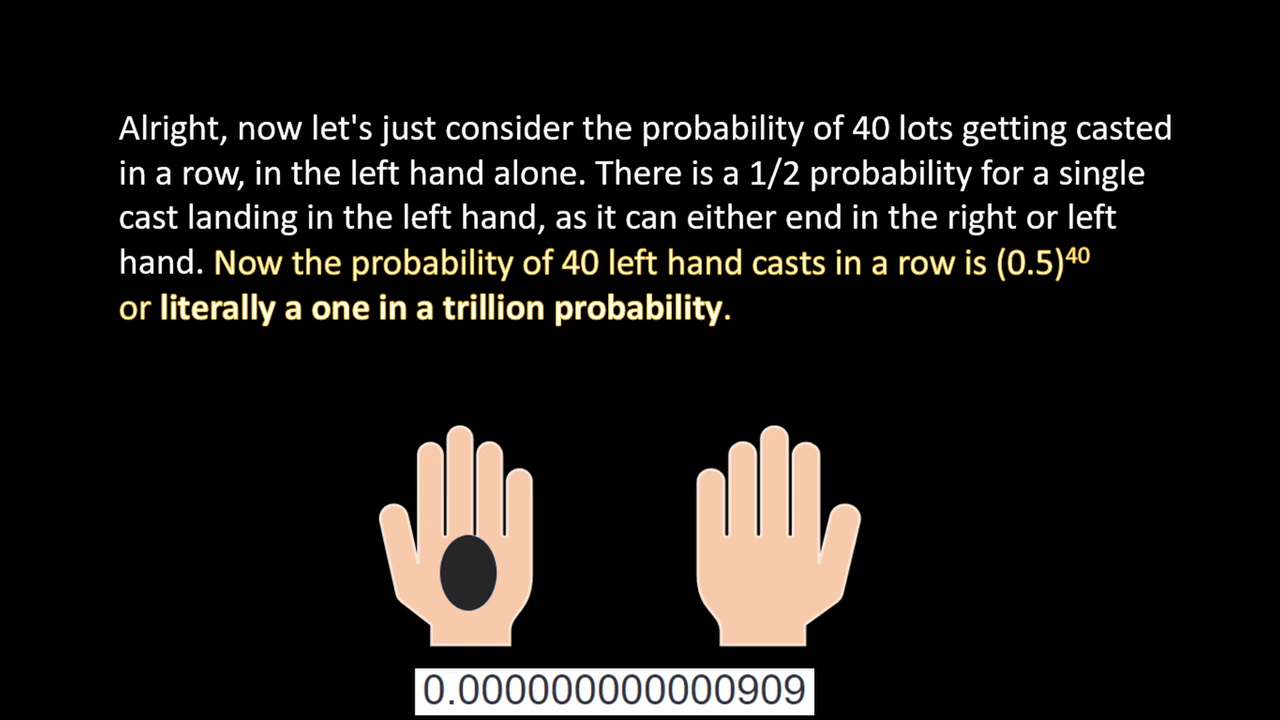 Alright, now let's just consider the probability of 40 lots getting casted
in a row, in the left hand alone. There is a 1/2 probability for a single
cast landing in the left hand, as it can either end in the right or left
hand. Now the probability of 40 left hand casts in a row is (0.5)⁴⁰
or literally a one in a trillion probability.
0.000000000000909